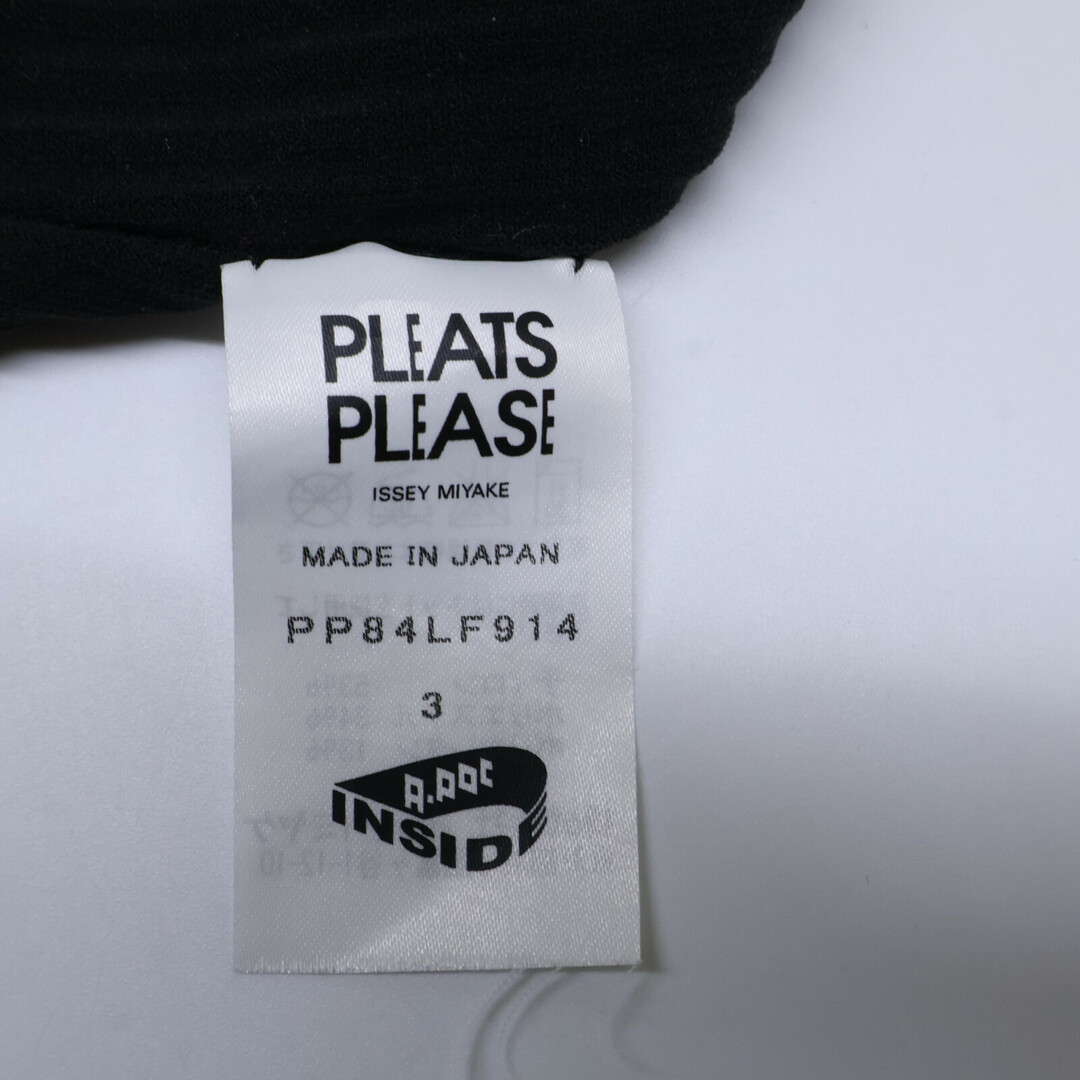 PLEATS
PLEASE
ISSEY MIYAKE
MADE IN JAPAN
PP84LF914
3
A.POC
INSIDE